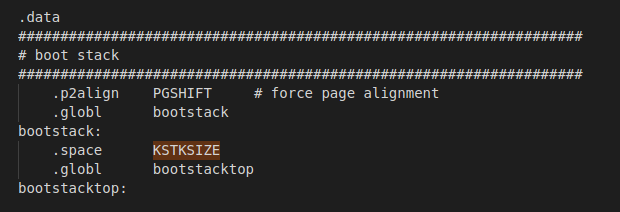 .data
###################################################################
# boot stack
###################################################################
.p2align PGSHIFT # force page alignment
.globl bootstack
bootstack:
.space KSTKSIZE
.globl bootstacktop
bootstacktop: